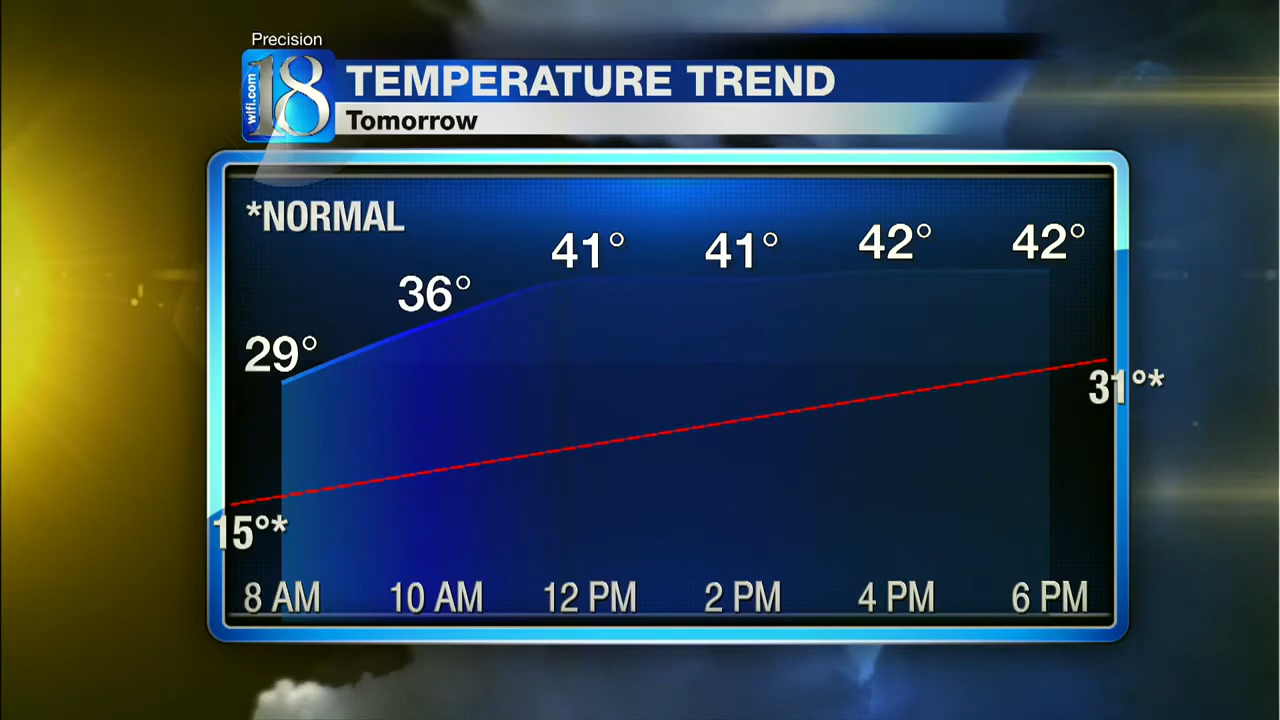 Precision
wlfi.com
18
TEMPERATURE TREND
Tomorrow
*NORMAL
29° 36° 41° 41° 42° 42°
31°*
15°*
8 AM 10 AM 12 PM 2 PM 4 PM 6 PM